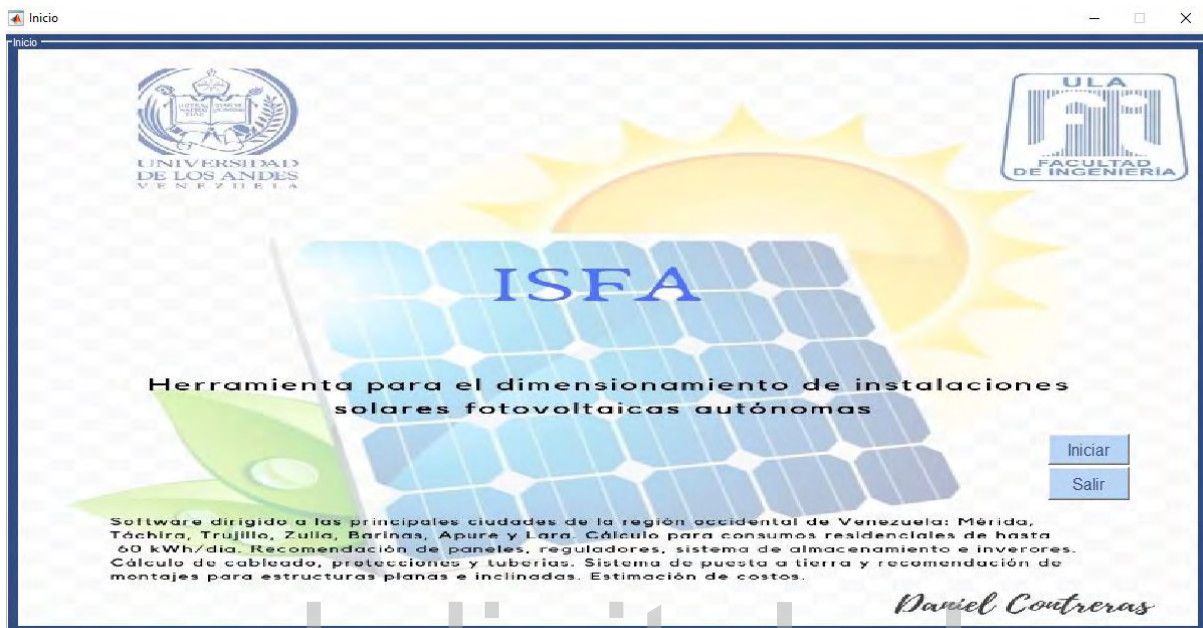 Inicio
Inicio
UNIVERSIDAD
DE LOS ANDES
VENEZUELA
ULA
FACULTAD
DE INGENIERIA
ISFA
Herramienta para el dimensionamiento de instalaciones
solares fotovoltaicas autónomas
Iniciar
Salir
Software dirigido a las principales ciudades de la región occidental de Venezuela: Mérida,
Táchira, Trujillo, Zulia, Barinas, Apure y Lara. Cálculo para consumos residenciales de hasta
60 kWh/dia. Recomendación de paneles, reguladores, sistema de almacenamiento e inverores.
Cálculo de cableado, protecciones y tuberias. Sistema de puesta a tierra y recomendación de
montajes para estructuras planas e inclinadas. Estimación de costos.
Daniel Contreras